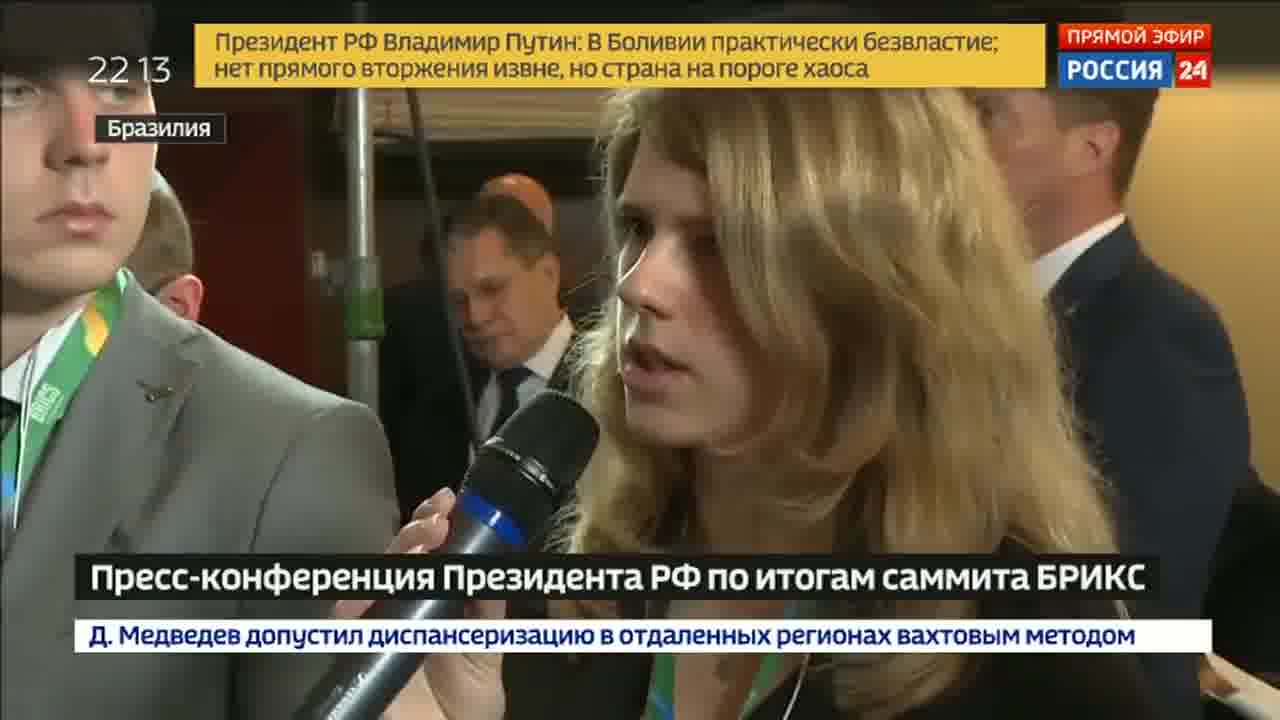 22 13
Президент РФ Владимир Путин: В Боливии практически безвластие;
нет прямого вторжения извне, но страна на пороге хаоса
ПРЯМОЙ ЭФИР
РОССИЯ 24
Бразилия
BRICS
Пресс-конференция Президента РФ по итогам саммита БРИКС
Д. Медведев допустил диспансеризацию в отдаленных регионах вахтовым методом